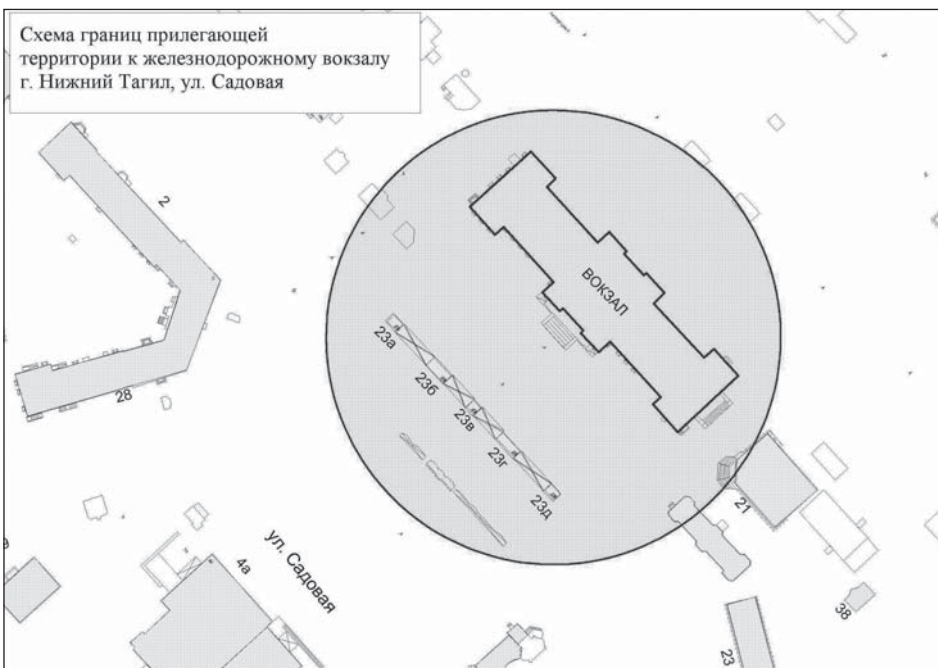 Схема границ прилегающей
территории к железнодорожному вокзалу
г. Нижний Тагил, ул. Садовая
2
ВОКЗАЛ
23а
23б
23в
23г
23д
28
21
ул. Садовая
4а
38
23
9